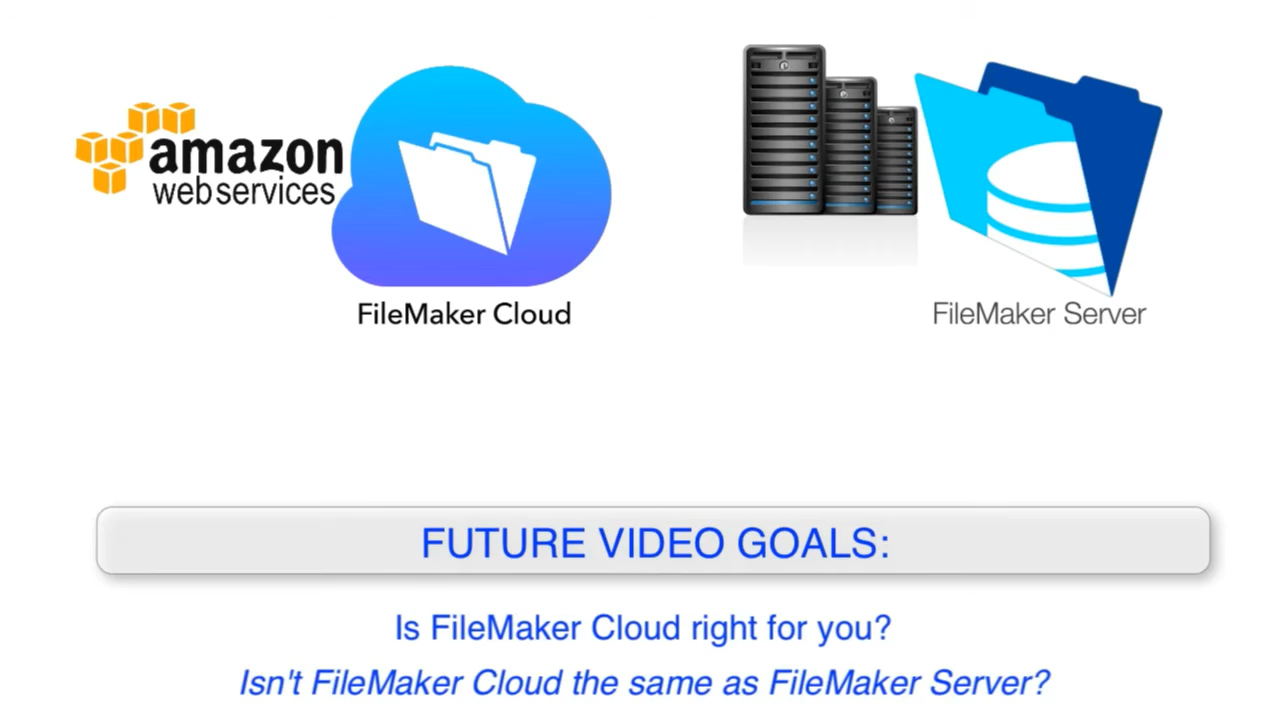 amazon
webservices
FileMaker Cloud
FileMaker Server
FUTURE VIDEO GOALS:
Is FileMaker Cloud right for you?
Isn't FileMaker Cloud the same as FileMaker Server?